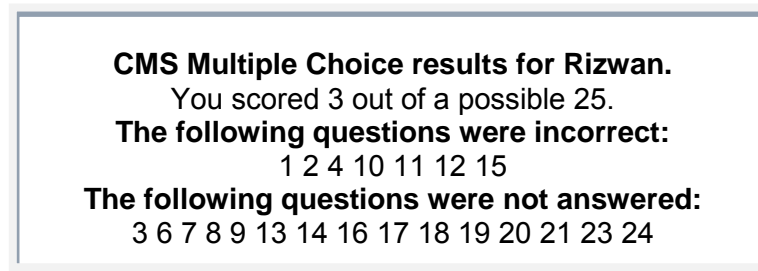 CMS Multiple Choice results for Rizwan.
You scored 3 out of a possible 25.
The following questions were incorrect:
1 2 4 10 11 12 15
The following questions were not answered:
3 6 7 8 9 13 14 16 17 18 19 20 21 23 24